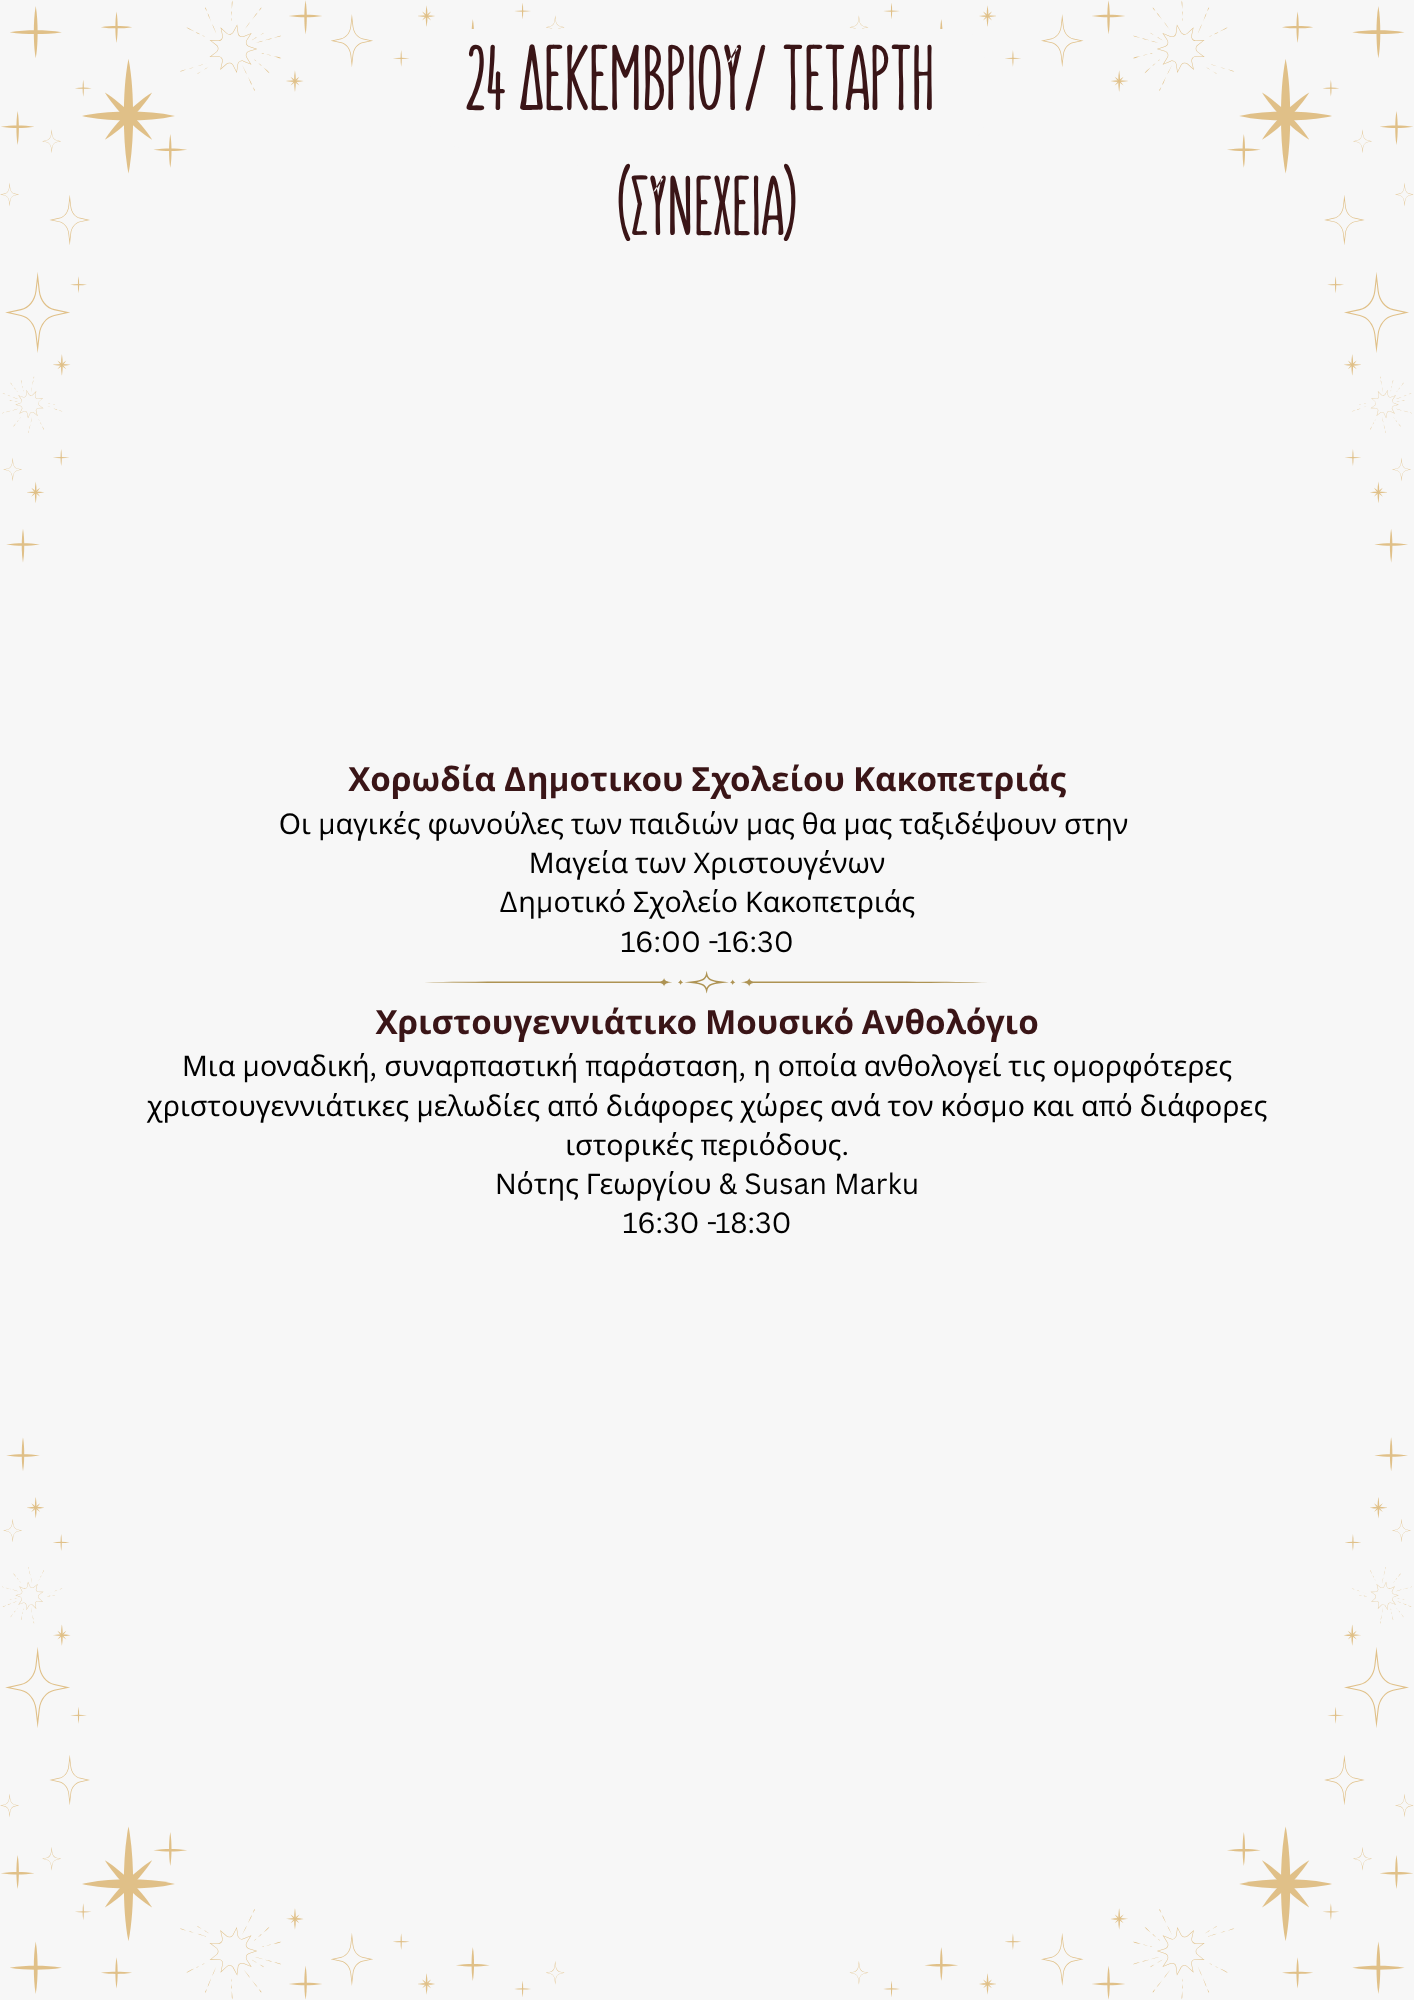 24 ΔΕΚΕΜΒΡΙΟΥ/ ΤΕΤΑΡΤΗ
(ΣΥΝΕΧΕΙΑ)
Χορωδία Δημοτικου Σχολείου Κακοπετριάς
Οι μαγικές φωνούλες των παιδιών μας θα μας ταξιδέψουν στην
Μαγεία των Χριστουγένων
Δημοτικό Σχολείο Κακοπετριάς
16:00 -16:30
Χριστουγεννιάτικο Μουσικό Ανθολόγιο
Μια μοναδική, συναρπαστική παράσταση, η οποία ανθολογεί τις ομορφότερες
χριστουγεννιάτικες μελωδίες από διάφορες χώρες ανά τον κόσμο και από διάφορες
ιστορικές περιόδους.
Νότης Γεωργίου & Susan Marku
16:30 -18:30